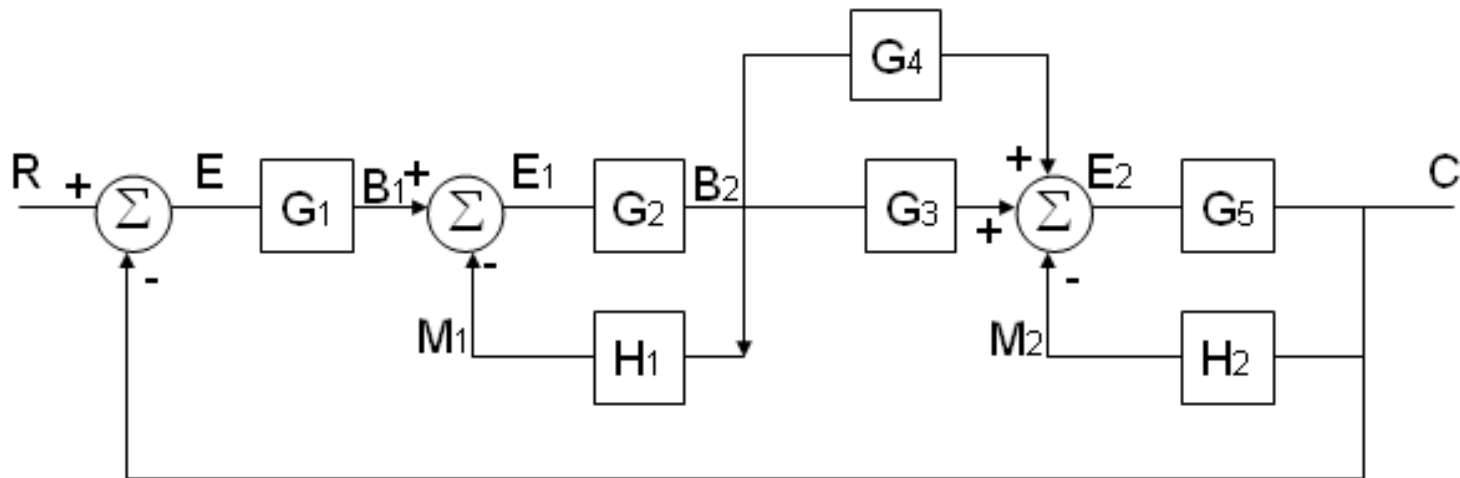 G4
R + Σ E G1 B1 + Σ E1 G2 B2 G3 + + Σ E2 G5 C
- - -
M1 H1 M2 H2